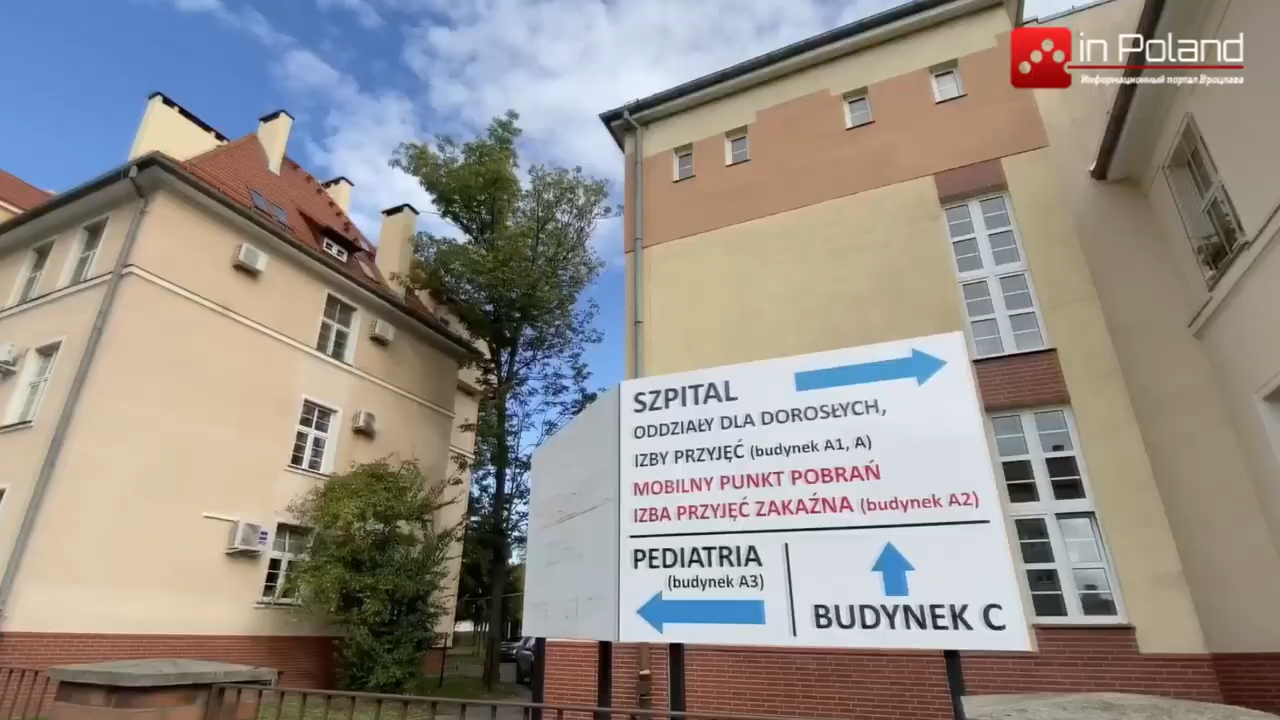 in Poland
Информационный портал Вроцлава
SZPITAL
ODDZIAŁY DLA DOROSŁYCH,
IZBY PRZYJĘĆ (budynek A1, A)
MOBILNY PUNKT POBRAŃ
IZBA PRZYJĘĆ ZAKAŹNA (budynek A2)
PEDIATRIA
(budynek A3)
BUDYNEK C